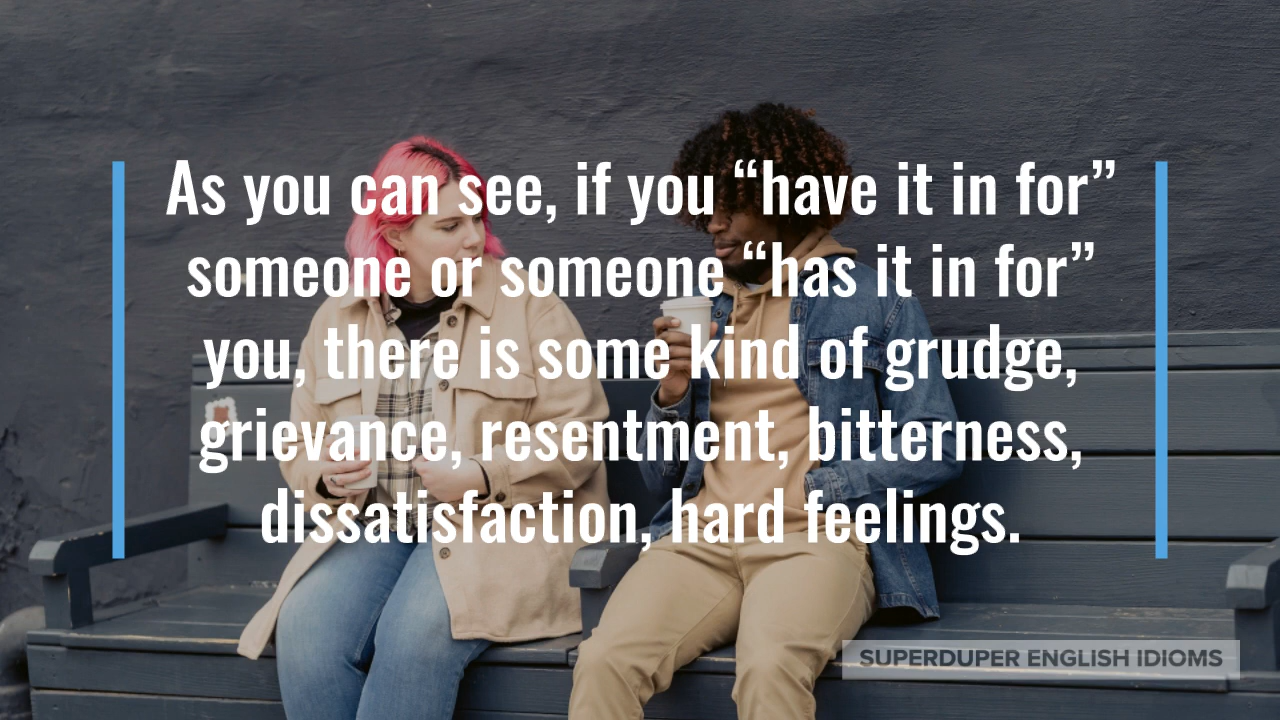 As you can see, if you “have it in for”
someone or someone “has it in for”
you, there is some kind of grudge,
grievance, resentment, bitterness,
dissatisfaction, hard feelings.
SUPERDUPER ENGLISH IDIOMS